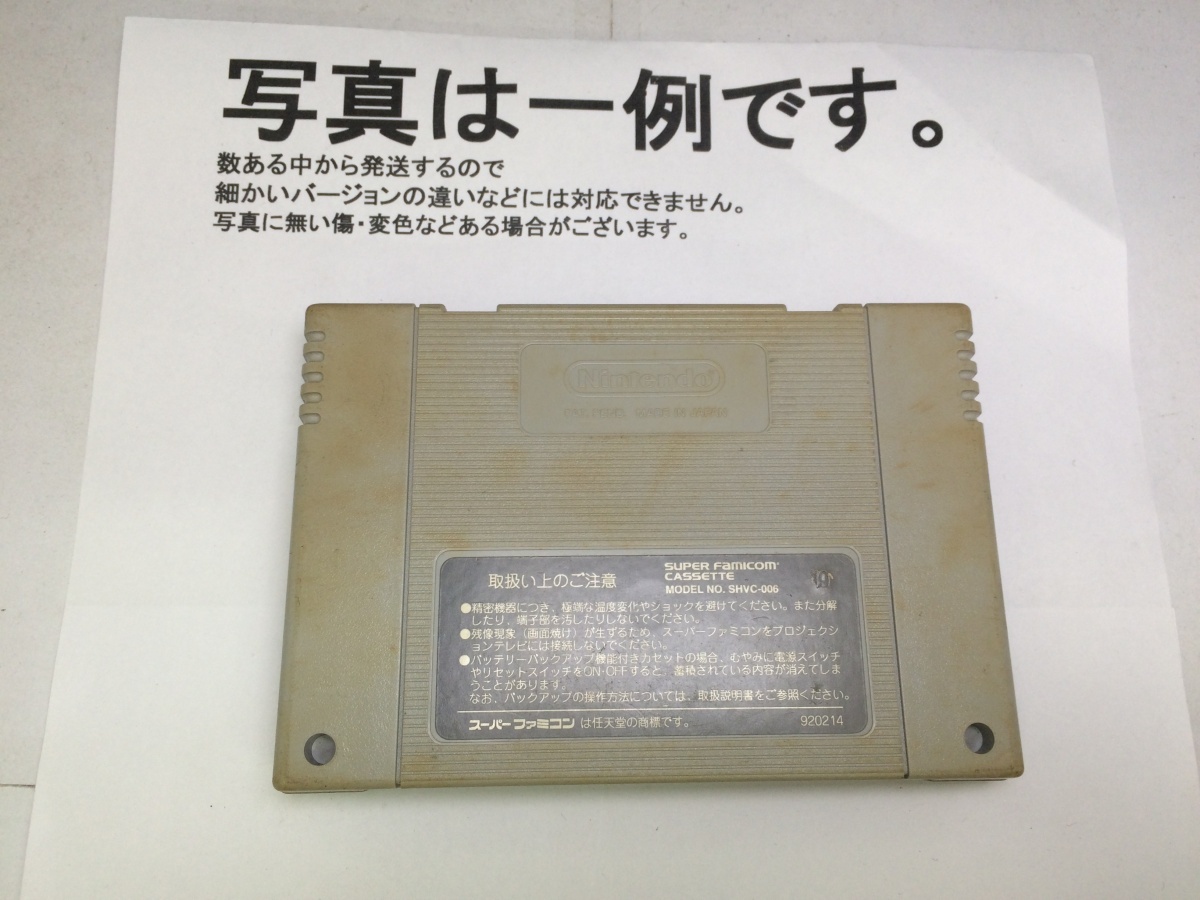 写真は一例です。
数ある中から発送するので
細かいバージョンの違いなどには対応できません。
写真に無い傷・変色などある場合がございます。
Nintendo
MADE IN JAPAN
取扱い上のご注意
SUPER FAMICOM
CASSETTE
MODEL NO. SHVC-006
●精密機器につき、極端な温度変化やショックを避けてください。また分解
したり、端子部を汚したりしないでください。
●残像現象(画面焼け)が生ずるため、スーパーファミコンをプロジェクシ
ョンテレビには接続しないでください。
●バッテリーバックアップ機能付きカセットの場合、むやみに電源スイッチ
やリセットスイッチをON・OFFすると、蓄積されている内容が消えてしま
うことがあります。
なお、バックアップの操作方法については、取扱説明書をご参照ください。
スーパーファミコンは任天堂の商標です。
920214